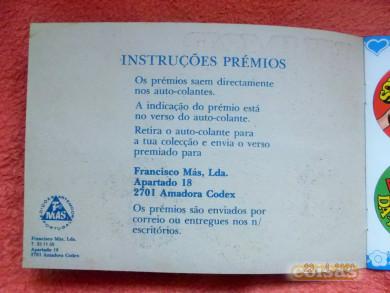 INSTRUÇÕES PRÉMIOS
Os prémios saem directamente
nos auto-colantes.
A indicação do prémio está
no verso do auto-colante.
Retira o auto-colante para
a tua colecção e envia o verso
premiado para
Francisco Más, Lda.
Apartado 18
2701 Amadora Codex
Os prémios são enviados por
correio ou entregues nos n/
escritórios.
MÁS
Francisco Más, Lda.
Apartado 18
2701 Amadora Codex